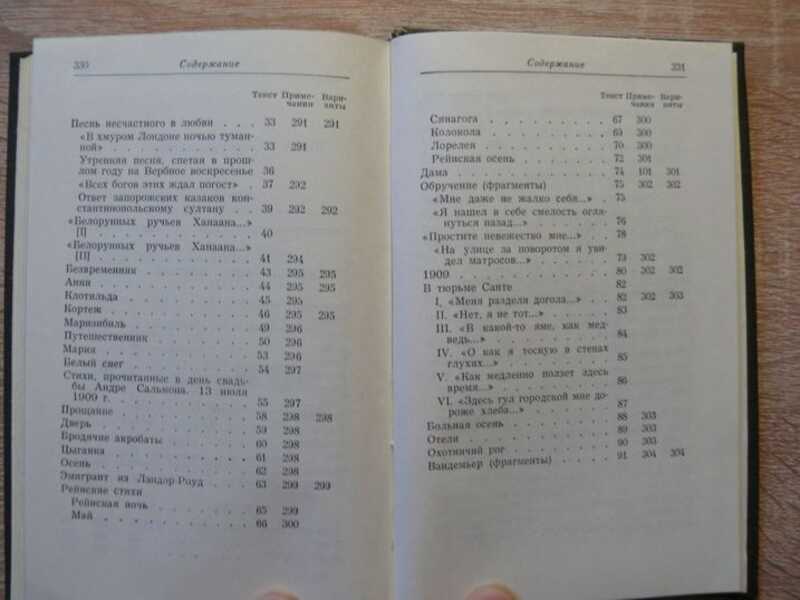 330 Содержание
Текст Приме- Вари-
чания анты
Песнь несчастного в любви . . . 33 291 291
«В хмуром Лондоне ночью туман-
ной» . . . . . . . . . . 33 291
Утренняя песня, спетая в прош-
лом году на Вербное воскресенье 36
«Всех богов этих ждал погост» . 37 292
Ответ запорожских казаков кон-
стантинопольскому султану . . 39 292 292
«Белорунных ручьев Ханаана...»
[I] . . . . . . . . . . 40
«Белорунных ручьев Ханаана...»
[II] . . . . . . . . . . 41 294
Безвременник . . . . . . . 43 295 295
Анни . . . . . . . . . . 44 295 295
Клотильда . . . . . . . . 45 295
Кортеж . . . . . . . . . 46 295 295
Маризибиль . . . . . . . . 49 296
Путешественник . . . . . . 50 296
Мария . . . . . . . . . . 53 296
Белый снег . . . . . . . . 54 297
Стихи, прочитанные в день свадь-
бы Андре Сальмона. 13 июля
1909 г. . . . . . . . . . 55 297
Прощание . . . . . . . . 58 298 298
Дверь . . . . . . . . . . 59 298
Бродячие акробаты . . . . . 60 298
Цыганка . . . . . . . . . 61 298
Осень . . . . . . . . . . 62 298
Эмигрант из Лэндор-Роуд . . . 63 299 299
Рейнские стихи
Рейнская ночь . . . . . . . 65 299
Май . . . . . . . . . . 66 300
Содержание 331
Текст Приме- Вари-
чания анты
Синагога . . . . . . . . . 67 300
Колокола . . . . . . . . . 69 300
Лорелея . . . . . . . . . 70 300
Рейнская осень . . . . . . 72 301
Дама . . . . . . . . . . 74 101 301
Обручение (фрагменты) 75 302 302
«Мне даже не жалко себя...» . 75
«Я нашел в себе смелость огля-
нуться назад...» . . . . . . 76
«Простите невежество мне...» . . 78
«На улице за поворотом я уви-
дел матросов...» . . . . . . 79 302
1909 . . . . . . . . . . 80 302 302
В тюрьме Санте 82
I. «Меня раздели догола...» . . 82 302 303
II. «Нет, я не тот...» . . . . 83
III. «В какой-то яме, как мед-
ведь...» . . . . . . . . . 84
IV. «О как я тоскую в стенах
глухих...» . . . . . . . . 85
V. «Как медленно ползет здесь
время...» . . . . . . . . . 86
VI. «Здесь гул городской мне до-
роже хлеба...» . . . . . . . 87
Больная осень . . . . . . . 88 303
Отели . . . . . . . . . . 89 303
Охотничий рог . . . . . . . 90 303
Вандемьер (фрагменты) . . . . 91 304 304